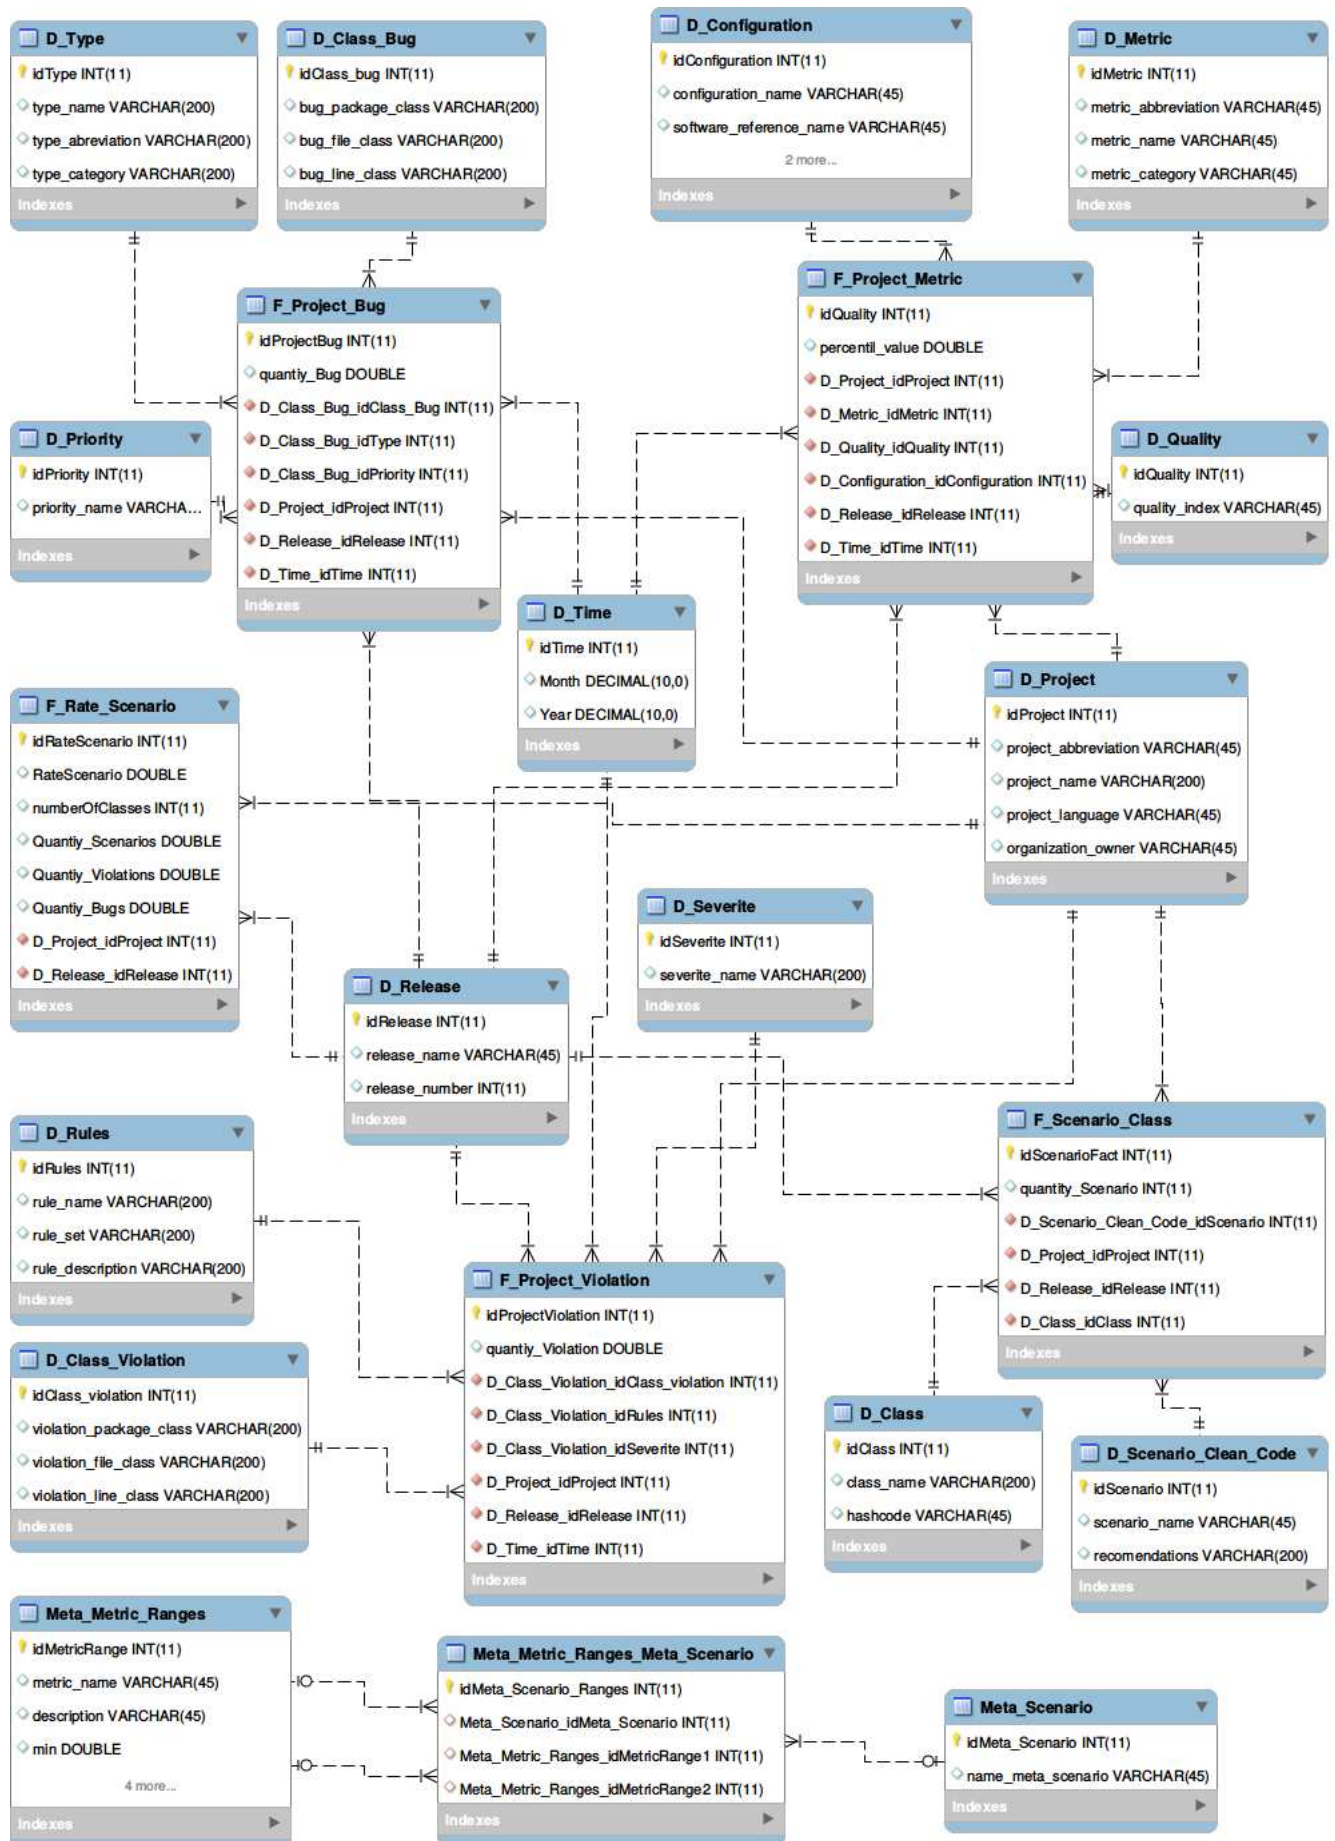 D_Type
idType INT(11)
type_name VARCHAR(200)
type_abreviation VARCHAR(200)
type_category VARCHAR(200)
Indexes
D_Class_Bug
idClass_bug INT(11)
bug_package_class VARCHAR(200)
bug_file_class VARCHAR(200)
bug_line_class VARCHAR(200)
Indexes
D_Configuration
idConfiguration INT(11)
configuration_name VARCHAR(45)
software_reference_name VARCHAR(45)
2 more...
Indexes
D_Metric
idMetric INT(11)
metric_abbreviation VARCHAR(45)
metric_name VARCHAR(45)
metric_category VARCHAR(45)
Indexes
F_Project_Bug
idProjectBug INT(11)
quantiy_Bug DOUBLE
D_Class_Bug_idClass_Bug INT(11)
D_Class_Bug_idType INT(11)
D_Class_Bug_idPriority INT(11)
D_Project_idProject INT(11)
D_Release_idRelease INT(11)
D_Time_idTime INT(11)
Indexes
F_Project_Metric
idQuality INT(11)
percentil_value DOUBLE
D_Project_idProject INT(11)
D_Metric_idMetric INT(11)
D_Quality_idQuality INT(11)
D_Configuration_idConfiguration INT(11)
D_Release_idRelease INT(11)
D_Time_idTime INT(11)
Indexes
D_Priority
idPriority INT(11)
priority_name VARCHA...
Indexes
D_Quality
idQuality INT(11)
quality_index VARCHAR(45)
Indexes
D_Time
idTime INT(11)
Month DECIMAL(10,0)
Year DECIMAL(10,0)
Indexes
D_Project
idProject INT(11)
project_abbreviation VARCHAR(45)
project_name VARCHAR(200)
project_language VARCHAR(45)
organization_owner VARCHAR(45)
Indexes
F_Rate_Scenario
idRateScenario INT(11)
RateScenario DOUBLE
numberOfClasses INT(11)
Quantiy_Scenarios DOUBLE
Quantiy_Violations DOUBLE
Quantiy_Bugs DOUBLE
D_Project_idProject INT(11)
D_Release_idRelease INT(11)
Indexes
D_Severite
idSeverite INT(11)
severite_name VARCHAR(200)
Indexes
D_Release
idRelease INT(11)
release_name VARCHAR(45)
release_number INT(11)
Indexes
D_Rules
idRules INT(11)
rule_name VARCHAR(200)
rule_set VARCHAR(200)
rule_description VARCHAR(200)
Indexes
F_Scenario_Class
idScenarioFact INT(11)
quantity_Scenario INT(11)
D_Scenario_Clean_Code_idScenario INT(11)
D_Project_idProject INT(11)
D_Release_idRelease INT(11)
D_Class_idClass INT(11)
Indexes
F_Project_Violation
idProjectViolation INT(11)
quantiy_Violation DOUBLE
D_Class_Violation_idClass_violation INT(11)
D_Class_Violation_idRules INT(11)
D_Class_Violation_idSeverite INT(11)
D_Project_idProject INT(11)
D_Release_idRelease INT(11)
D_Time_idTime INT(11)
Indexes
D_Class_Violation
idClass_violation INT(11)
violation_package_class VARCHAR(200)
violation_file_class VARCHAR(200)
violation_line_class VARCHAR(200)
Indexes
D_Class
idClass INT(11)
class_name VARCHAR(200)
hashcode VARCHAR(45)
Indexes
D_Scenario_Clean_Code
idScenario INT(11)
scenario_name VARCHAR(45)
recomendations VARCHAR(200)
Indexes
Meta_Metric_Ranges
idMetricRange INT(11)
metric_name VARCHAR(45)
description VARCHAR(45)
min DOUBLE
4 more...
Indexes
Meta_Metric_Ranges_Meta_Scenario
idMeta_Scenario_Ranges INT(11)
Meta_Scenario_idMeta_Scenario INT(11)
Meta_Metric_Ranges_idMetricRange1 INT(11)
Meta_Metric_Ranges_idMetricRange2 INT(11)
Indexes
Meta_Scenario
idMeta_Scenario INT(11)
name_meta_scenario VARCHAR(45)
Indexes